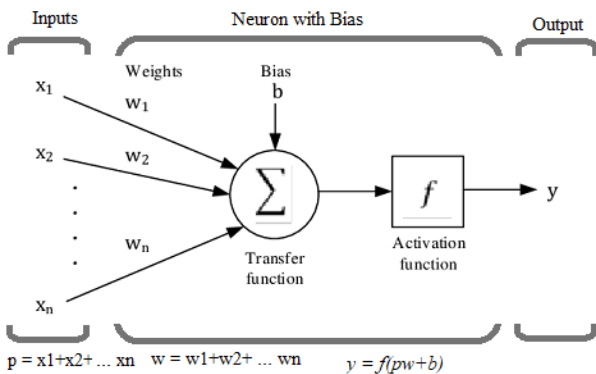 Inputs
Neuron with Bias
Output
Weights
Bias
b
x₁
w₁
x₂
w₂
∑
f
y
wₙ
Transfer
function
Activation
function
xₙ
p = x1+x2+ ... xn
w = w1+w2+ ... wn
y = f(pw+b)